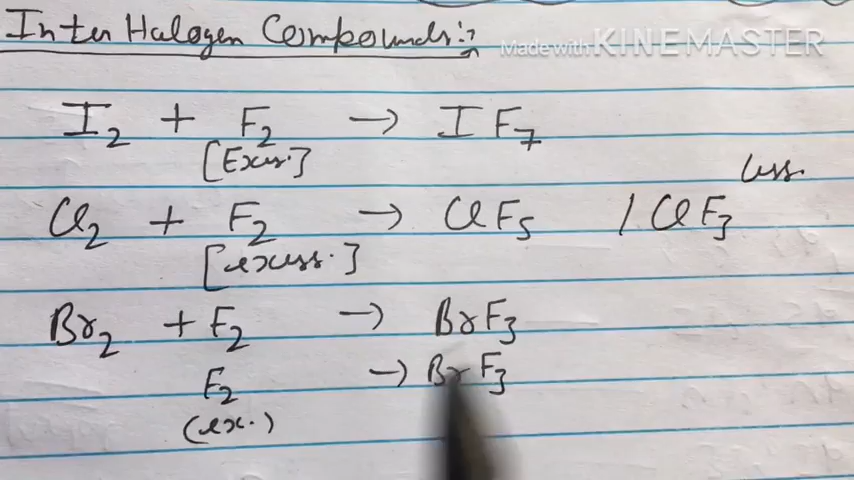 Inter Halogen Compounds:-
Made with KINEMASTER
I₂ + F₂ → IF₇
[Exces.]
less.
Cl₂ + F₂ → ClF₅ / ClF₃
[excess.]
Br₂ + F₂ → BrF₃
F₂ → BrF₃
(ex.)